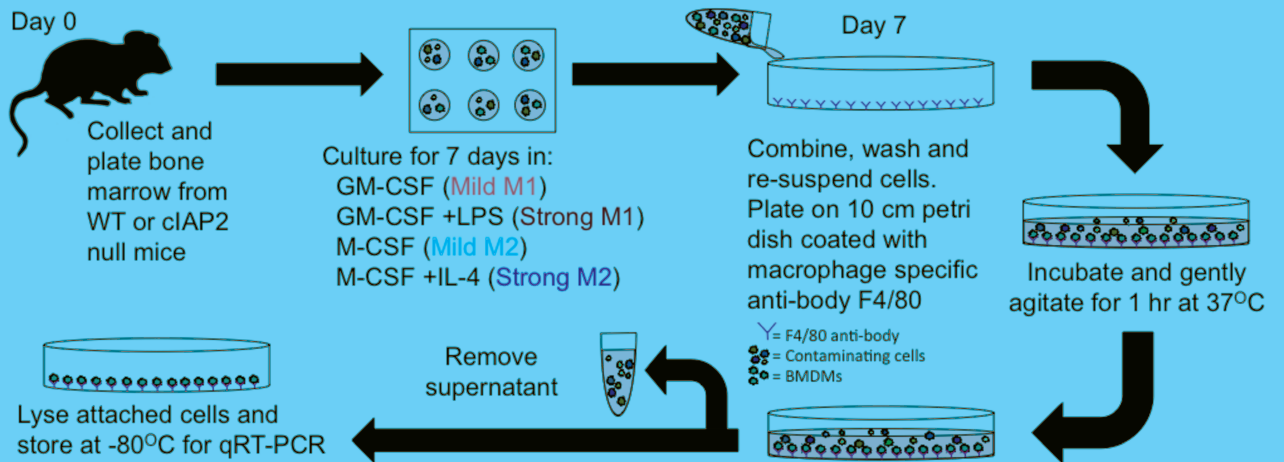 Day 0
Collect and
plate bone
marrow from
WT or cIAP2
null mice
Culture for 7 days in:
GM-CSF (Mild M1)
GM-CSF +LPS (Strong M1)
M-CSF (Mild M2)
M-CSF +IL-4 (Strong M2)
Day 7
Combine, wash and
re-suspend cells.
Plate on 10 cm petri
dish coated with
macrophage specific
anti-body F4/80
= F4/80 anti-body
= Contaminating cells
= BMDMs
Incubate and gently
agitate for 1 hr at 37⁰C
Remove
supernatant
Lyse attached cells and
store at -80⁰C for qRT-PCR